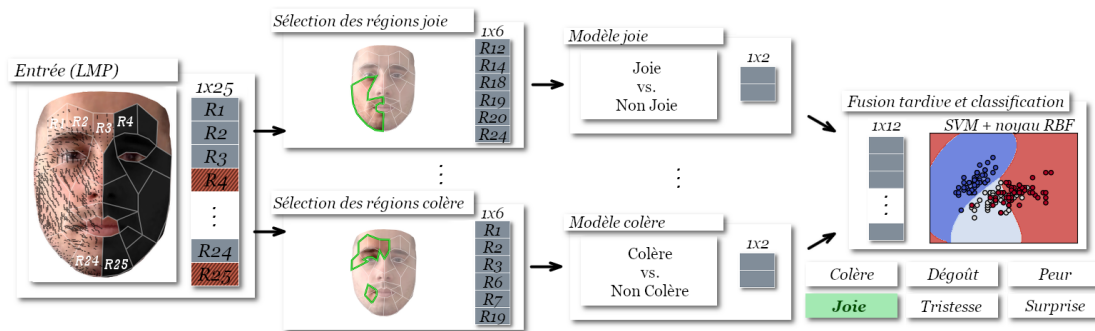 Entrée (LMP)
1x25
R1
R2
R3
R4
R24
R25
R1
R2
R3
R4
R24
R25
Sélection des régions joie
1x6
R12
R14
R18
R19
R20
R24
Sélection des régions colère
1x6
R1
R2
R3
R6
R7
R19
Modèle joie
Joie
vs.
Non Joie
1x2
Modèle colère
Colère
vs.
Non Colère
1x2
Fusion tardive et classification
1x12
SVM + noyau RBF
Colère
Dégoût
Peur
Joie
Tristesse
Surprise